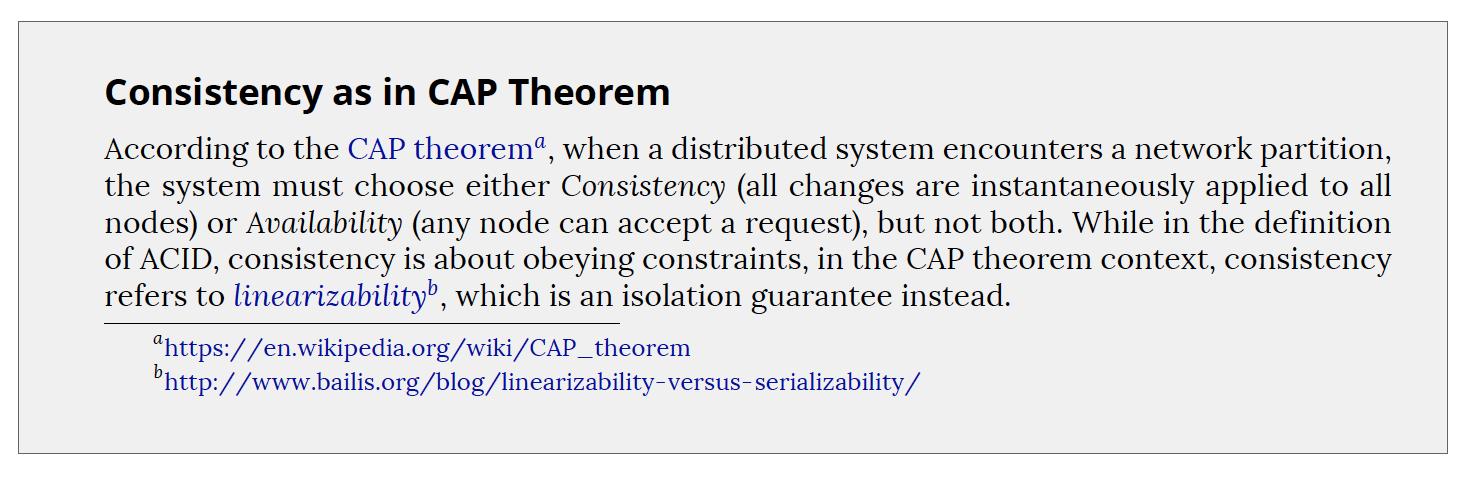 Consistency as in CAP Theorem
According to the CAP theoremᵃ, when a distributed system encounters a network partition,
the system must choose either Consistency (all changes are instantaneously applied to all
nodes) or Availability (any node can accept a request), but not both. While in the definition
of ACID, consistency is about obeying constraints, in the CAP theorem context, consistency
refers to linearizabilityᵇ, which is an isolation guarantee instead.
ᵃhttps://en.wikipedia.org/wiki/CAP_theorem
ᵇhttp://www.bailis.org/blog/linearizability-versus-serializability/